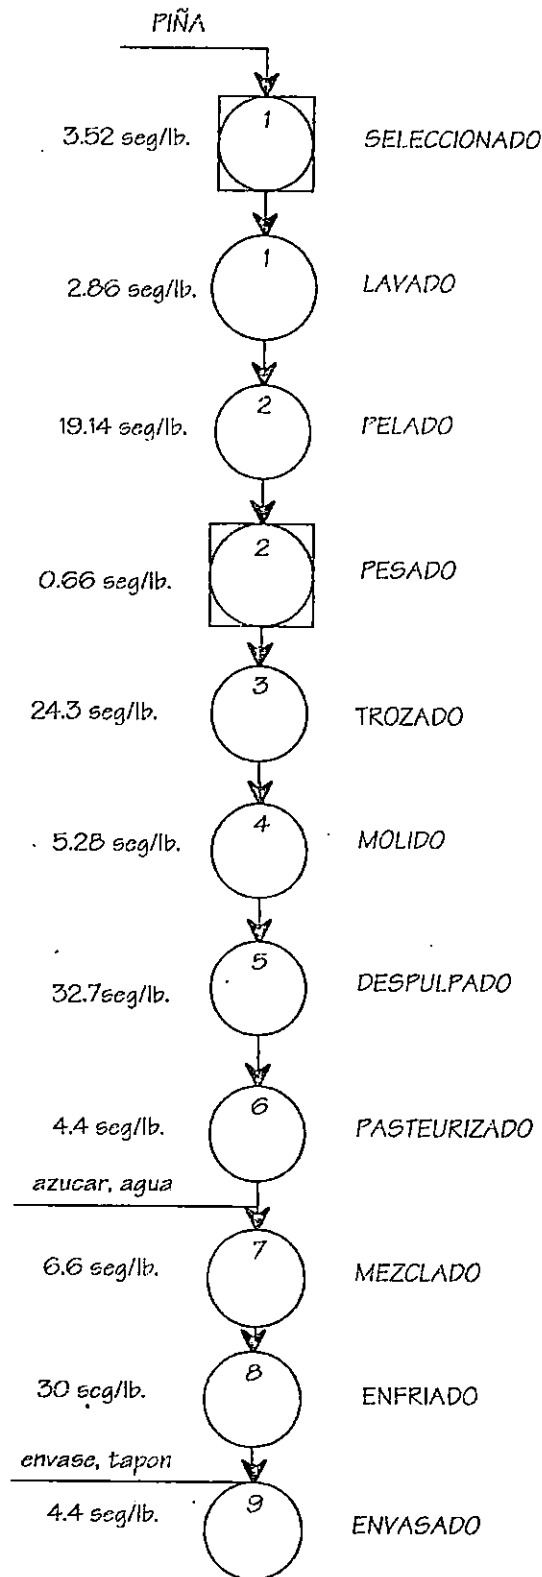 PIÑA
1
3.52 seg/lb. SELECCIONADO
1
2.86 seg/lb. LAVADO
2
19.14 seg/lb. PELADO
2
0.66 seg/lb. PESADO
3
24.3 seg/lb. TROZADO
4
5.28 seg/lb. MOLIDO
5
32.7seg/lb. DESPULPADO
6
4.4 seg/lb. PASTEURIZADO
azucar, agua
7
6.6 seg/lb. MEZCLADO
8
30 seg/lb. ENFRIADO
envase, tapon
9
4.4 seg/lb. ENVASADO